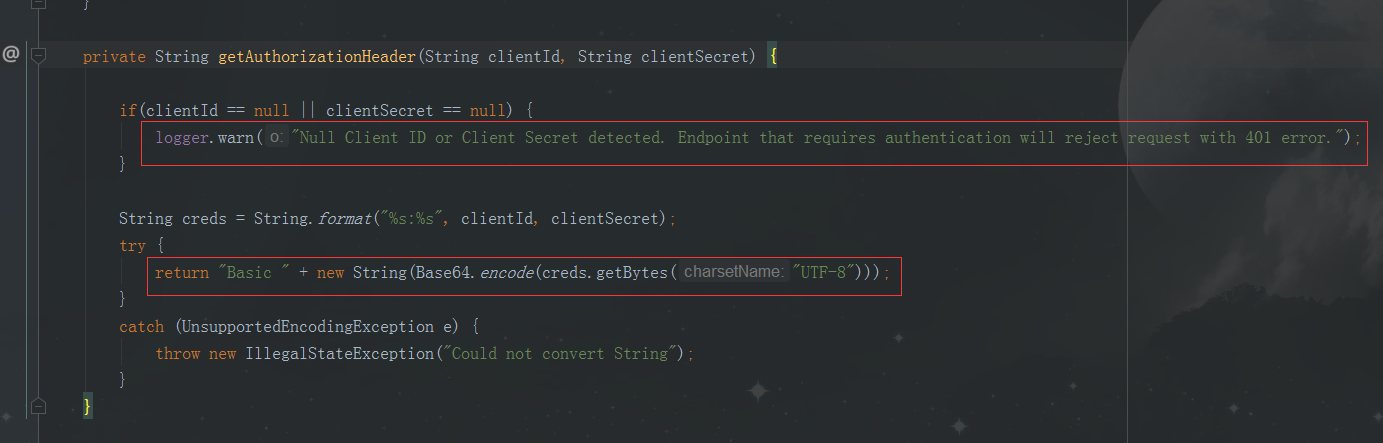 }
@
private String getAuthorizationHeader(String clientId, String clientSecret) {
if(clientId == null || clientSecret == null) {
logger.warn( o: "Null Client ID or Client Secret detected. Endpoint that requires authentication will reject request with 401 error.");
}
String creds = String.format("%s:%s", clientId, clientSecret);
try {
return "Basic " + new String(Base64.encode(creds.getBytes( charsetName: "UTF-8")));
}
catch (UnsupportedEncodingException e) {
throw new IllegalStateException("Could not convert String");
}
}